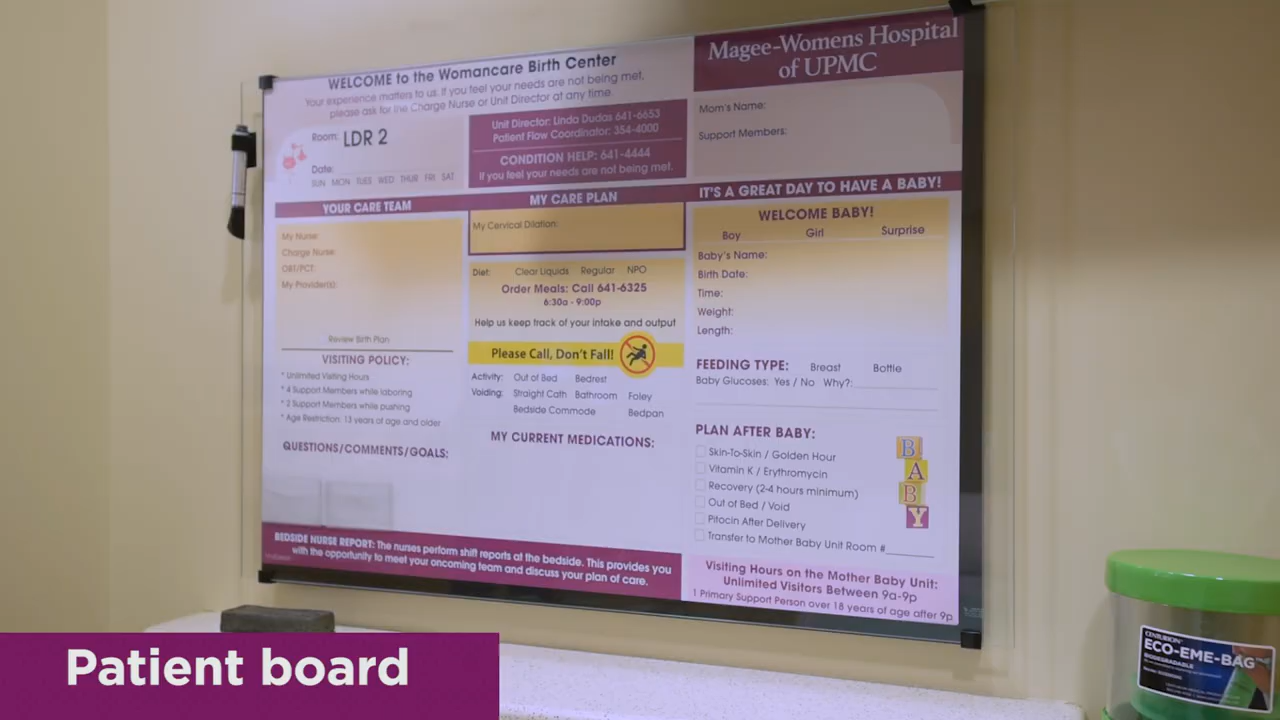 WELCOME to the Womancare Birth Center
Your experience matters to us. If you feel your needs are not being met,
please ask for the Charge Nurse or Unit Director at any time.
Room: LDR 2
Date:
SUN MON TUES WED THUR FRI SAT
Unit Director: Linda Dudas 641-6653
Patient Flow Coordinator: 354-4000
CONDITION HELP: 641-4444
If you feel your needs are not being met.
Magee-Womens Hospital
of UPMC
Mom's Name:
Support Members:
YOUR CARE TEAM
My Nurse:
Charge Nurse:
OBT/PCT:
My Provider(s):
Review Birth Plan
VISITING POLICY:
* Unlimited Visiting Hours
* 4 Support Members while laboring
* 2 Support Members while pushing
* Age Restriction: 13 years of age and older
QUESTIONS/COMMENTS/GOALS:
MY CARE PLAN
My Cervical Dilation:
Diet: Clear Liquids Regular NPO
Order Meals: Call 641-6325
6:30a - 9:00p
Help us keep track of your intake and output
Please Call, Don't Fall!
Activity: Out of Bed Bedrest
Voiding: Straight Cath Bathroom Foley
Bedside Commode Bedpan
MY CURRENT MEDICATIONS:
IT'S A GREAT DAY TO HAVE A BABY!
WELCOME BABY!
Boy Girl Surprise
Baby's Name:
Birth Date:
Time:
Weight:
Length:
FEEDING TYPE: Breast Bottle
Baby Glucoses: Yes / No Why?:
PLAN AFTER BABY:
Skin-To-Skin / Golden Hour
Vitamin K / Erythromycin
Recovery (2-4 hours minimum)
Out of Bed / Void
Pitocin After Delivery
Transfer to Mother Baby Unit Room #
B
A
B
Y
BEDSIDE NURSE REPORT: The nurses perform shift reports at the bedside. This provides you
with the opportunity to meet your oncoming team and discuss your plan of care.
Visiting Hours on the Mother Baby Unit:
Unlimited Visitors Between 9a-9p
1 Primary Support Person over 18 years of age after 9p
CENTURION
ECO-EME-BAG
BIODEGRADABLE
Patient board